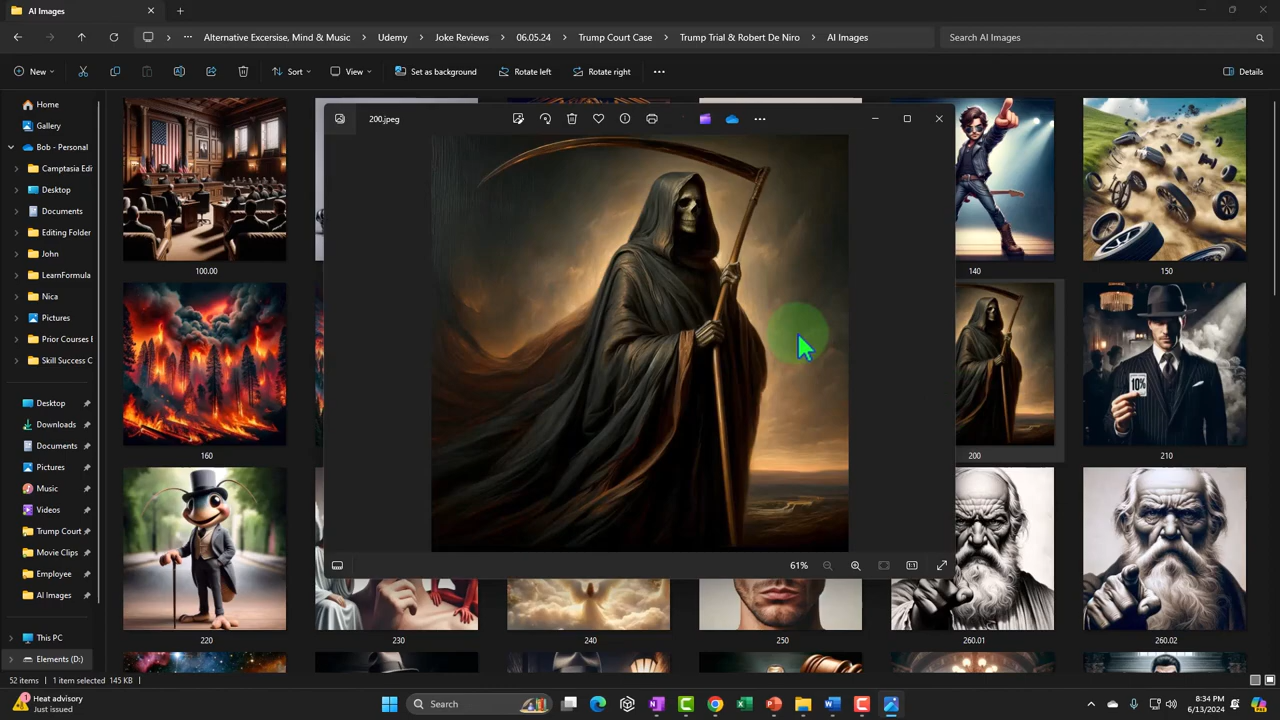 AI Images
Alternative Excersise, Mind & Music > Udemy > Joke Reviews > 06.05.24 > Trump Court Case > Trump Trial & Robert De Niro > AI Images
Search AI Images
New
Sort
View
Set as background
Rotate left
Rotate right
Details
Home
Gallery
Bob - Personal
Camptasia Edi
Desktop
Documents
Editing Folder
John
LearnFormula
Nica
Pictures
Prior Courses E
Skill Success C
Desktop
Downloads
Documents
Pictures
Music
Videos
Trump Court
Movie Clips
Employee
AI Images
This PC
Elements (D:)
200.jpeg
61%
100.00
140
150
160
200
10%
210
220
230
240
250
260.01
260.02
52 items
1 item selected 145 KB
Heat advisory
Just issued
Search
8:34 PM
6/13/2024